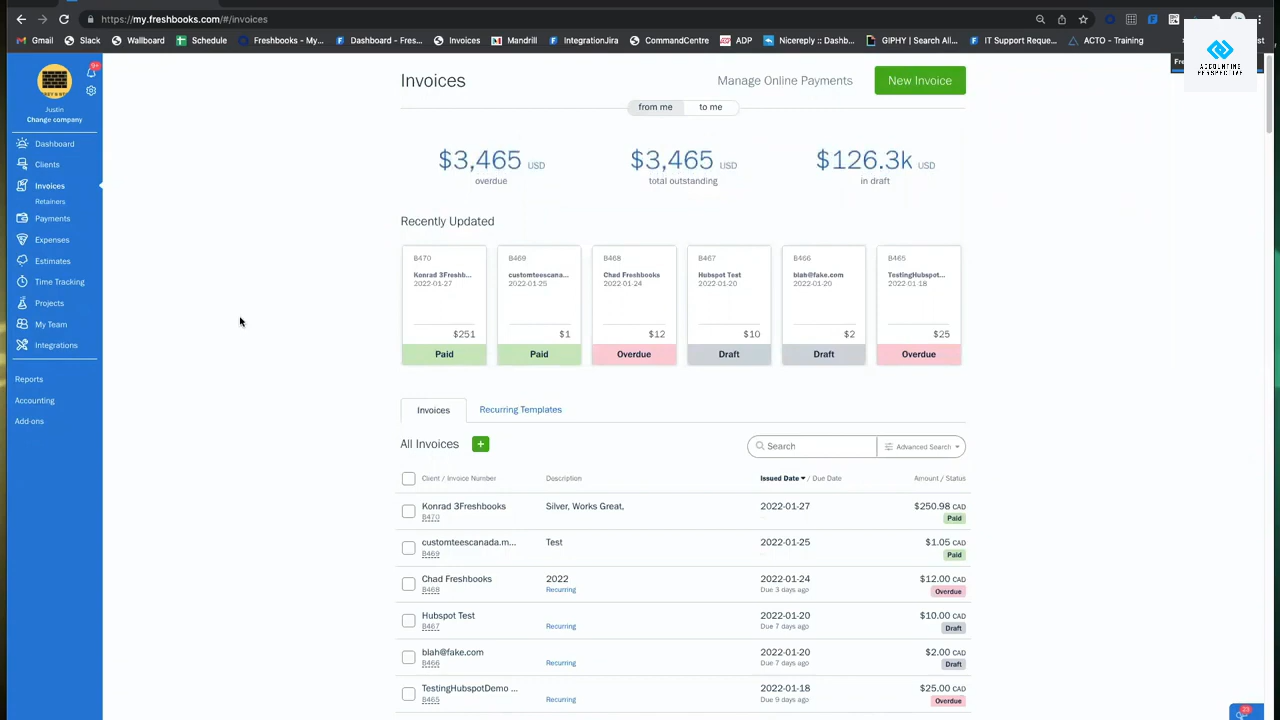 https://my.freshbooks.com/#/invoices
Gmail
Slack
Wallboard
Schedule
Freshbooks - My...
Dashboard - Fres...
Invoices
Mandrill
IntegrationJira
CommandCentre
ADP
Nicereply :: Dashb...
GIPHY | Search All...
IT Support Reque...
ACTO - Training
ACCOUNTING
PERSPECTIVE
9+
Justin
Change company
Dashboard
Clients
Invoices
Retainers
Payments
Expenses
Estimates
Time Tracking
Projects
My Team
Integrations
Reports
Accounting
Add-ons
Invoices
Manage Online Payments
New Invoice
from me
to me
$3,465 USD
overdue
$3,465 USD
total outstanding
$126.3k USD
in draft
Recently Updated
B470
Konrad 3Freshb...
2022-01-27
$251
Paid
B469
customteescana...
2022-01-25
$1
Paid
B468
Chad Freshbooks
2022-01-24
$12
Overdue
B467
Hubspot Test
2022-01-20
$10
Draft
B466
blah@fake.com
2022-01-20
$2
Draft
B465
TestingHubspot...
2022-01-18
$25
Overdue
Invoices
Recurring Templates
All Invoices
+
Search
Advanced Search
Client / Invoice Number
Description
Issued Date / Due Date
Amount / Status
Konrad 3Freshbooks
B470
Silver, Works Great,
2022-01-27
$250.98 CAD
Paid
customteescanada.m...
B469
Test
2022-01-25
$1.05 CAD
Paid
Chad Freshbooks
B468
2022
Recurring
2022-01-24
Due 3 days ago
$12.00 CAD
Overdue
Hubspot Test
B467
Recurring
2022-01-20
Due 7 days ago
$10.00 CAD
Draft
blah@fake.com
B466
Recurring
2022-01-20
Due 7 days ago
$2.00 CAD
Draft
TestingHubspotDemo ...
B465
Recurring
2022-01-18
Due 9 days ago
$25.00 CAD
Overdue